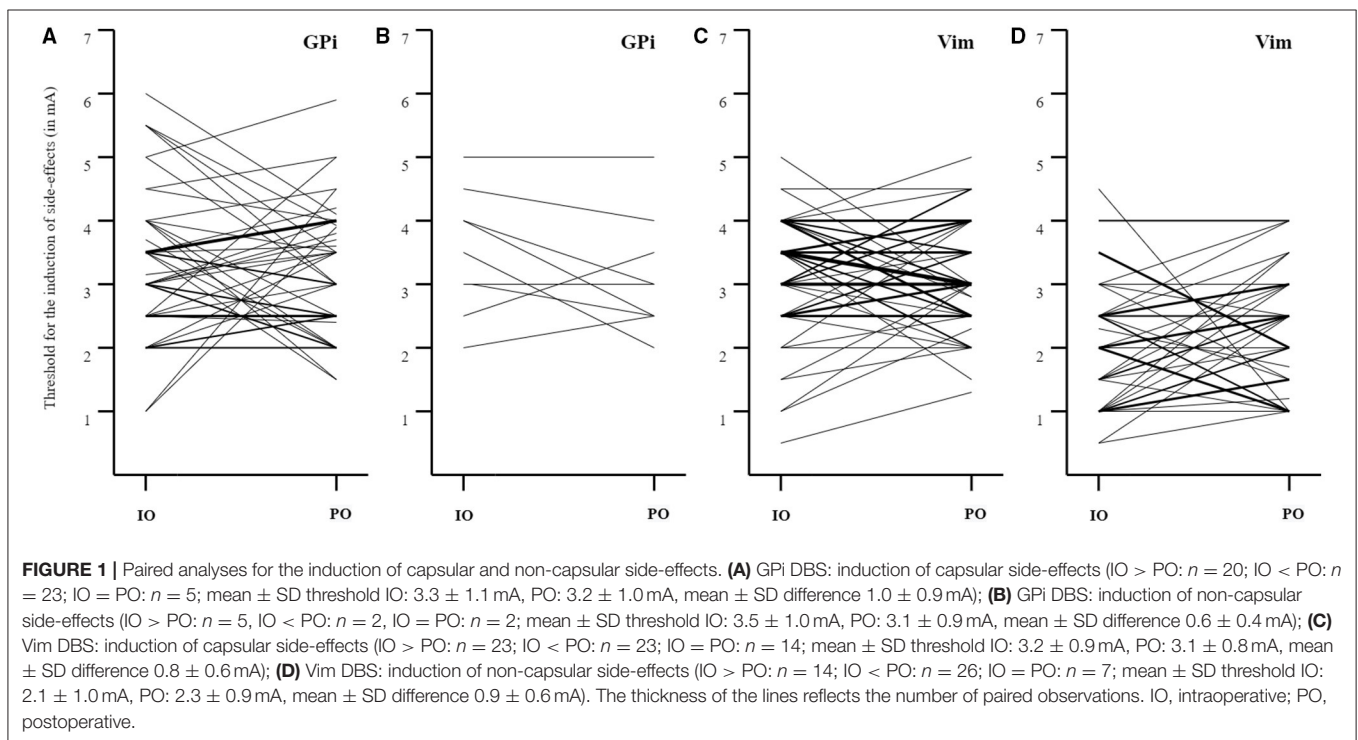 A
GPi
B
GPi
C
Vim
D
Vim
Threshold for the induction of side-effects (in mA)
7
6
5
4
3
2
1
IO
PO
7
6
5
4
3
2
1
IO
PO
7
6
5
4
3
2
1
IO
PO
7
6
5
4
3
2
1
IO
PO
FIGURE 1 | Paired analyses for the induction of capsular and non-capsular side-effects. (A) GPi DBS: induction of capsular side-effects (IO > PO: n = 20; IO < PO: n
= 23; IO = PO: n = 5; mean ± SD threshold IO: 3.3 ± 1.1 mA, PO: 3.2 ± 1.0 mA, mean ± SD difference 1.0 ± 0.9 mA); (B) GPi DBS: induction of non-capsular
side-effects (IO > PO: n = 5, IO < PO: n = 2, IO = PO: n = 2; mean ± SD threshold IO: 3.5 ± 1.0 mA, PO: 3.1 ± 0.9 mA, mean ± SD difference 0.6 ± 0.4 mA); (C)
Vim DBS: induction of capsular side-effects (IO > PO: n = 23; IO < PO: n = 23; IO = PO: n = 14; mean ± SD threshold IO: 3.2 ± 0.9 mA, PO: 3.1 ± 0.8 mA, mean
± SD difference 0.8 ± 0.6 mA); (D) Vim DBS: induction of non-capsular side-effects (IO > PO: n = 14; IO < PO: n = 26; IO = PO: n = 7; mean ± SD threshold IO:
2.1 ± 1.0 mA, PO: 2.3 ± 0.9 mA, mean ± SD difference 0.9 ± 0.6 mA). The thickness of the lines reflects the number of paired observations. IO, intraoperative; PO,
postoperative.